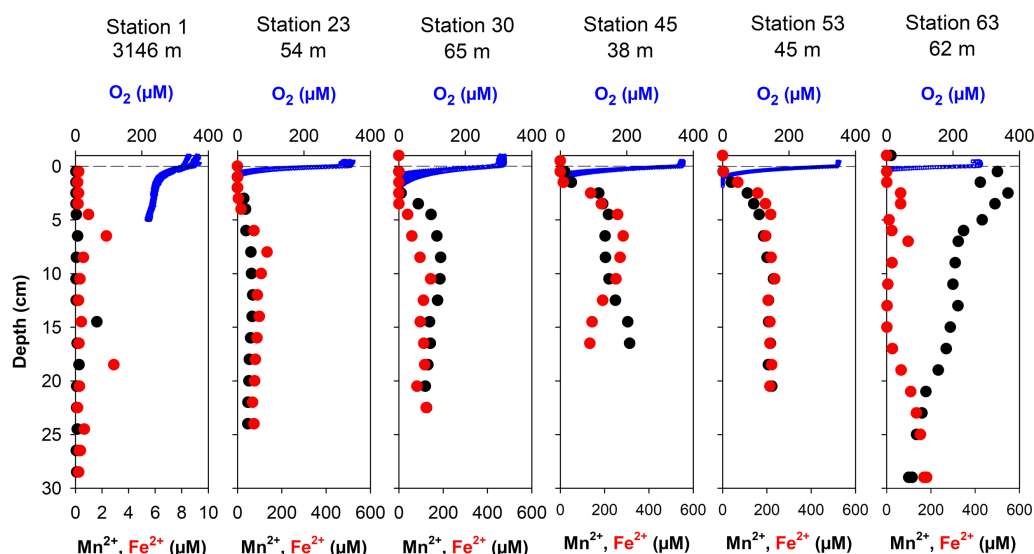 Station 1
3146 m
Station 23
54 m
Station 30
65 m
Station 45
38 m
Station 53
45 m
Station 63
62 m
O₂ (µM)
O₂ (µM)
O₂ (µM)
O₂ (µM)
O₂ (µM)
O₂ (µM)
0 200 400
0 200 400
0 200 400
0 200 400
0 200 400
0 200 400
Depth (cm)
0
5
10
15
20
25
30
0 2 4 6 8 10
0 200 400 600
0 200 400 600
0 200 400 600
0 200 400 600
0 200 400 600
Mn²⁺, Fe²⁺ (µM)
Mn²⁺, Fe²⁺ (µM)
Mn²⁺, Fe²⁺ (µM)
Mn²⁺, Fe²⁺ (µM)
Mn²⁺, Fe²⁺ (µM)
Mn²⁺, Fe²⁺ (µM)